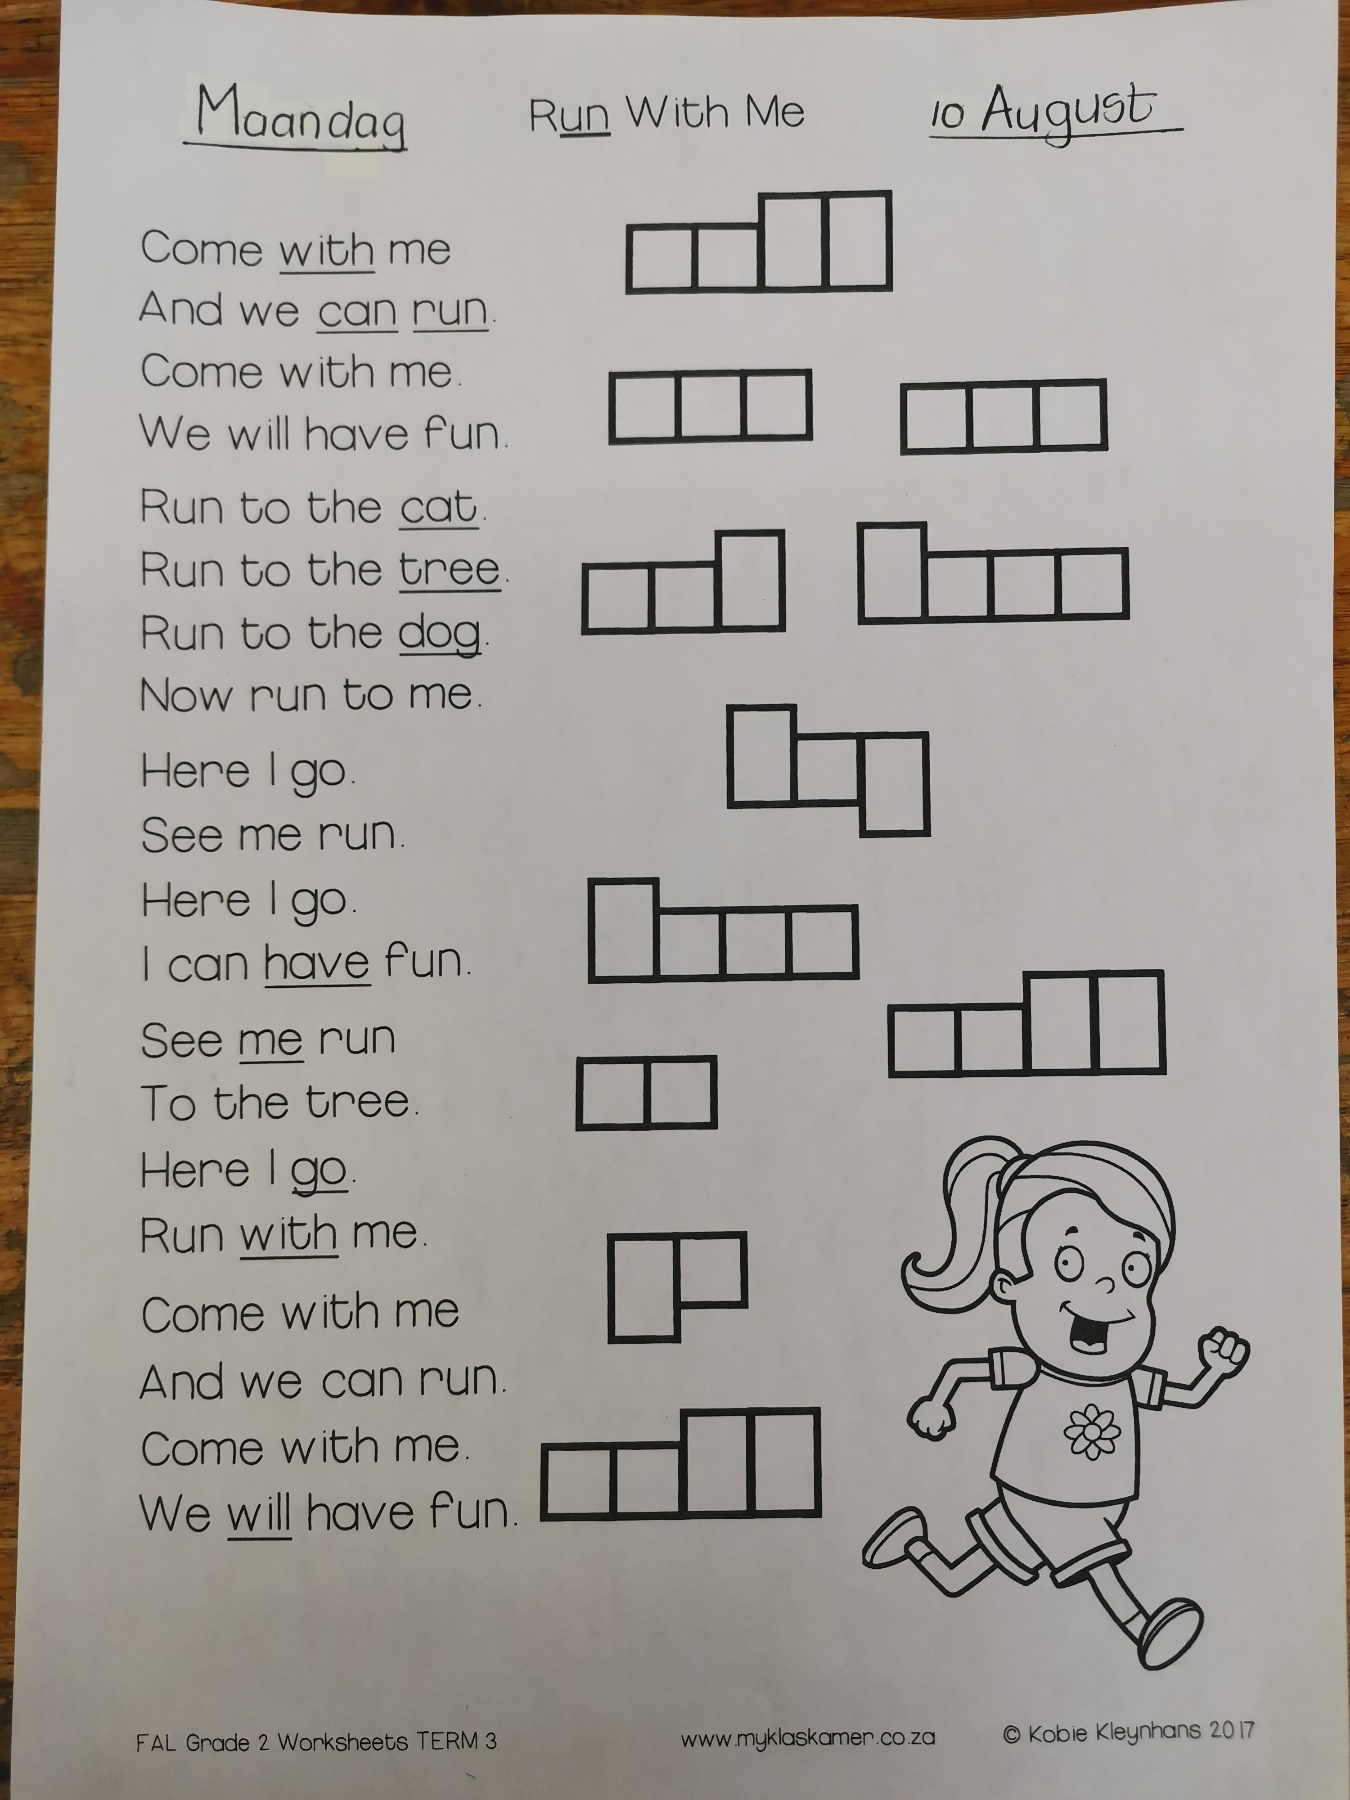 Maandag Run With Me 10 August
Come with me
And we can run.
Come with me.
We will have fun.
Run to the cat.
Run to the tree.
Run to the dog.
Now run to me.
Here I go.
See me run.
Here I go.
I can have fun.
See me run
To the tree.
Here I go.
Run with me.
Come with me
And we can run.
Come with me.
We will have fun.
FAL Grade 2 Worksheets TERM 3 www.myklaskamer.co.za © Kobie Kleynhans 2017